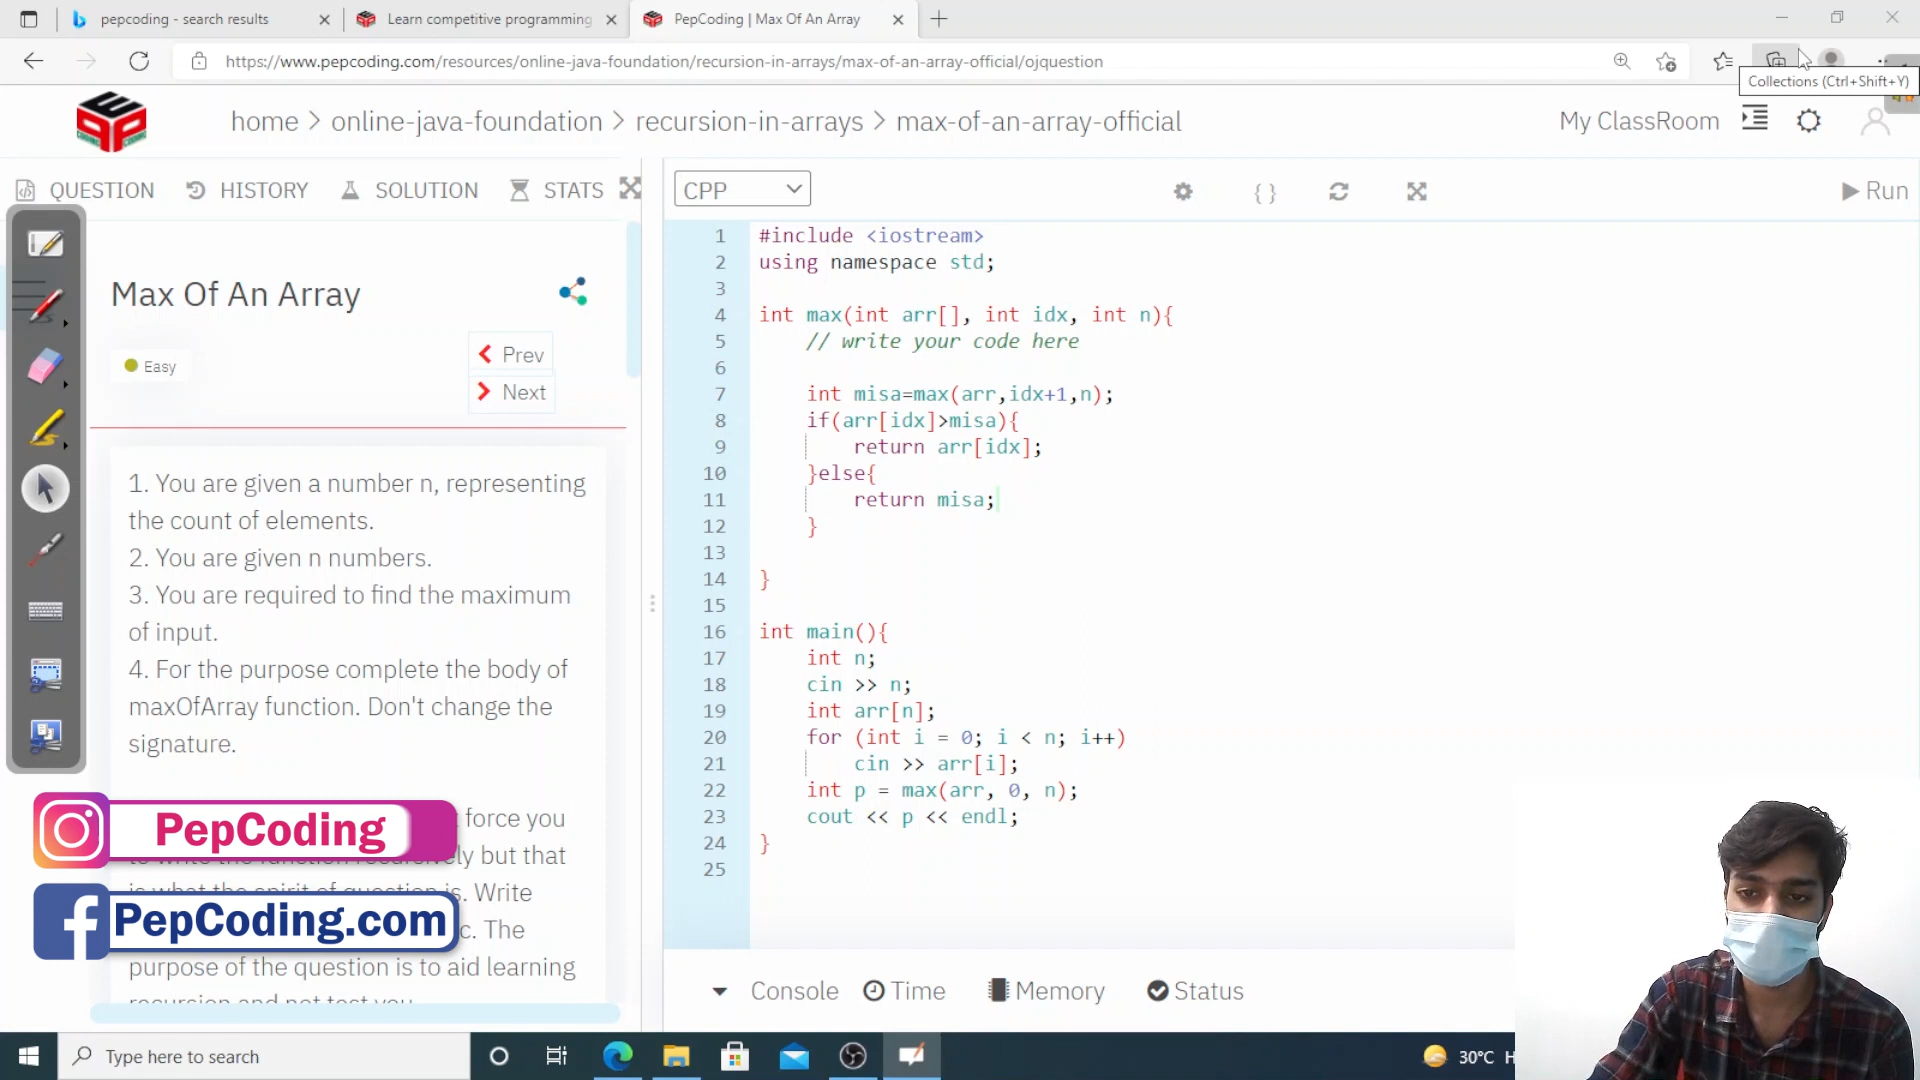 pepcoding - search results
Learn competitive programming
PepCoding | Max Of An Array
https://www.pepcoding.com/resources/online-java-foundation/recursion-in-arrays/max-of-an-array-official/ojquestion
Collections (Ctrl+Shift+Y)
home > online-java-foundation > recursion-in-arrays > max-of-an-array-official
My ClassRoom
QUESTION
HISTORY
SOLUTION
STATS
CPP
{ }
Run
Max Of An Array
Easy
Prev
Next
1. You are given a number n, representing
the count of elements.
2. You are given n numbers.
3. You are required to find the maximum
of input.
4. For the purpose complete the body of
maxOfArray function. Don't change the
signature.
force you
but that
is. Write
c. The
purpose of the question is to aid learning
recursion and not test you
PepCoding
PepCoding.com
1 #include <iostream>
2 using namespace std;
3
4 int max(int arr[], int idx, int n){
5 // write your code here
6
7 int misa=max(arr,idx+1,n);
8 if(arr[idx]>misa){
9 return arr[idx];
10 }else{
11 return misa;
12 }
13
14 }
15
16 int main(){
17 int n;
18 cin >> n;
19 int arr[n];
20 for (int i = 0; i < n; i++)
21 cin >> arr[i];
22 int p = max(arr, 0, n);
23 cout << p << endl;
24 }
25
Console
Time
Memory
Status
Type here to search
30°C H